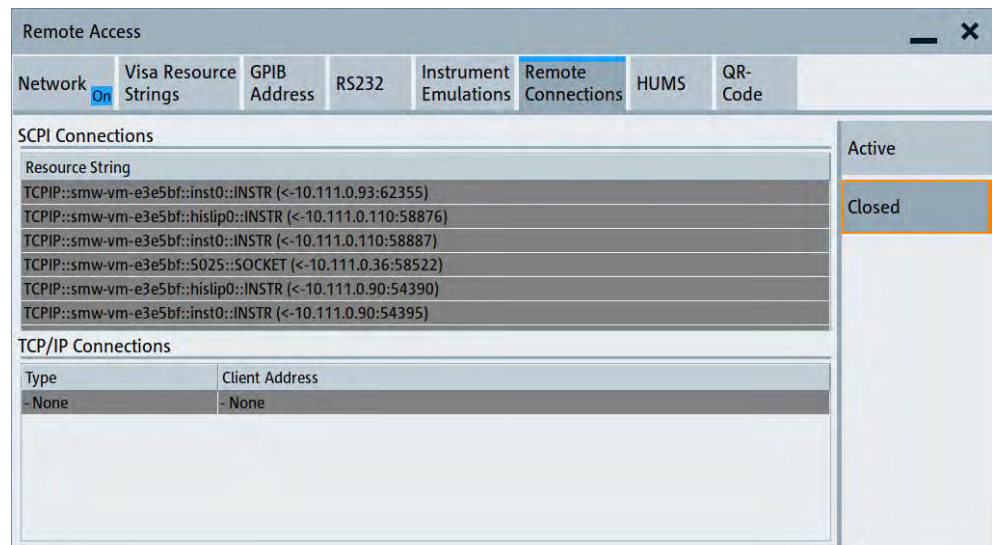 Remote Access
Network On
Visa Resource Strings
GPIB Address
RS232
Instrument Emulations
Remote Connections
HUMS
QR-Code
SCPI Connections
Resource String
TCPIP::smw-vm-e3e5bf::inst0::INSTR (<-10.111.0.93:62355)
TCPIP::smw-vm-e3e5bf::hislip0::INSTR (<-10.111.0.110:58876)
TCPIP::smw-vm-e3e5bf::inst0::INSTR (<-10.111.0.110:58887)
TCPIP::smw-vm-e3e5bf::5025::SOCKET (<-10.111.0.36:58522)
TCPIP::smw-vm-e3e5bf::hislip0::INSTR (<-10.111.0.90:54390)
TCPIP::smw-vm-e3e5bf::inst0::INSTR (<-10.111.0.90:54395)
TCP/IP Connections
Type Client Address
- None - None
Active
Closed